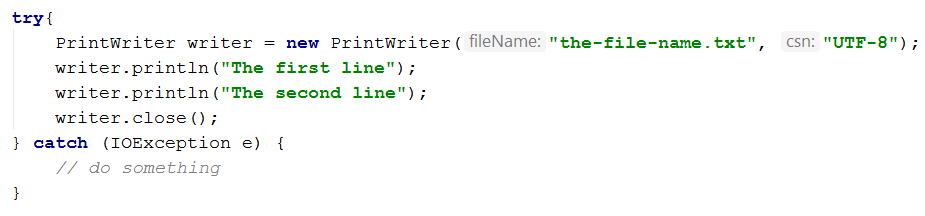 try{
    PrintWriter writer = new PrintWriter( fileName: "the-file-name.txt", csn: "UTF-8");
    writer.println("The first line");
    writer.println("The second line");
    writer.close();
} catch (IOException e) {
    // do something
}